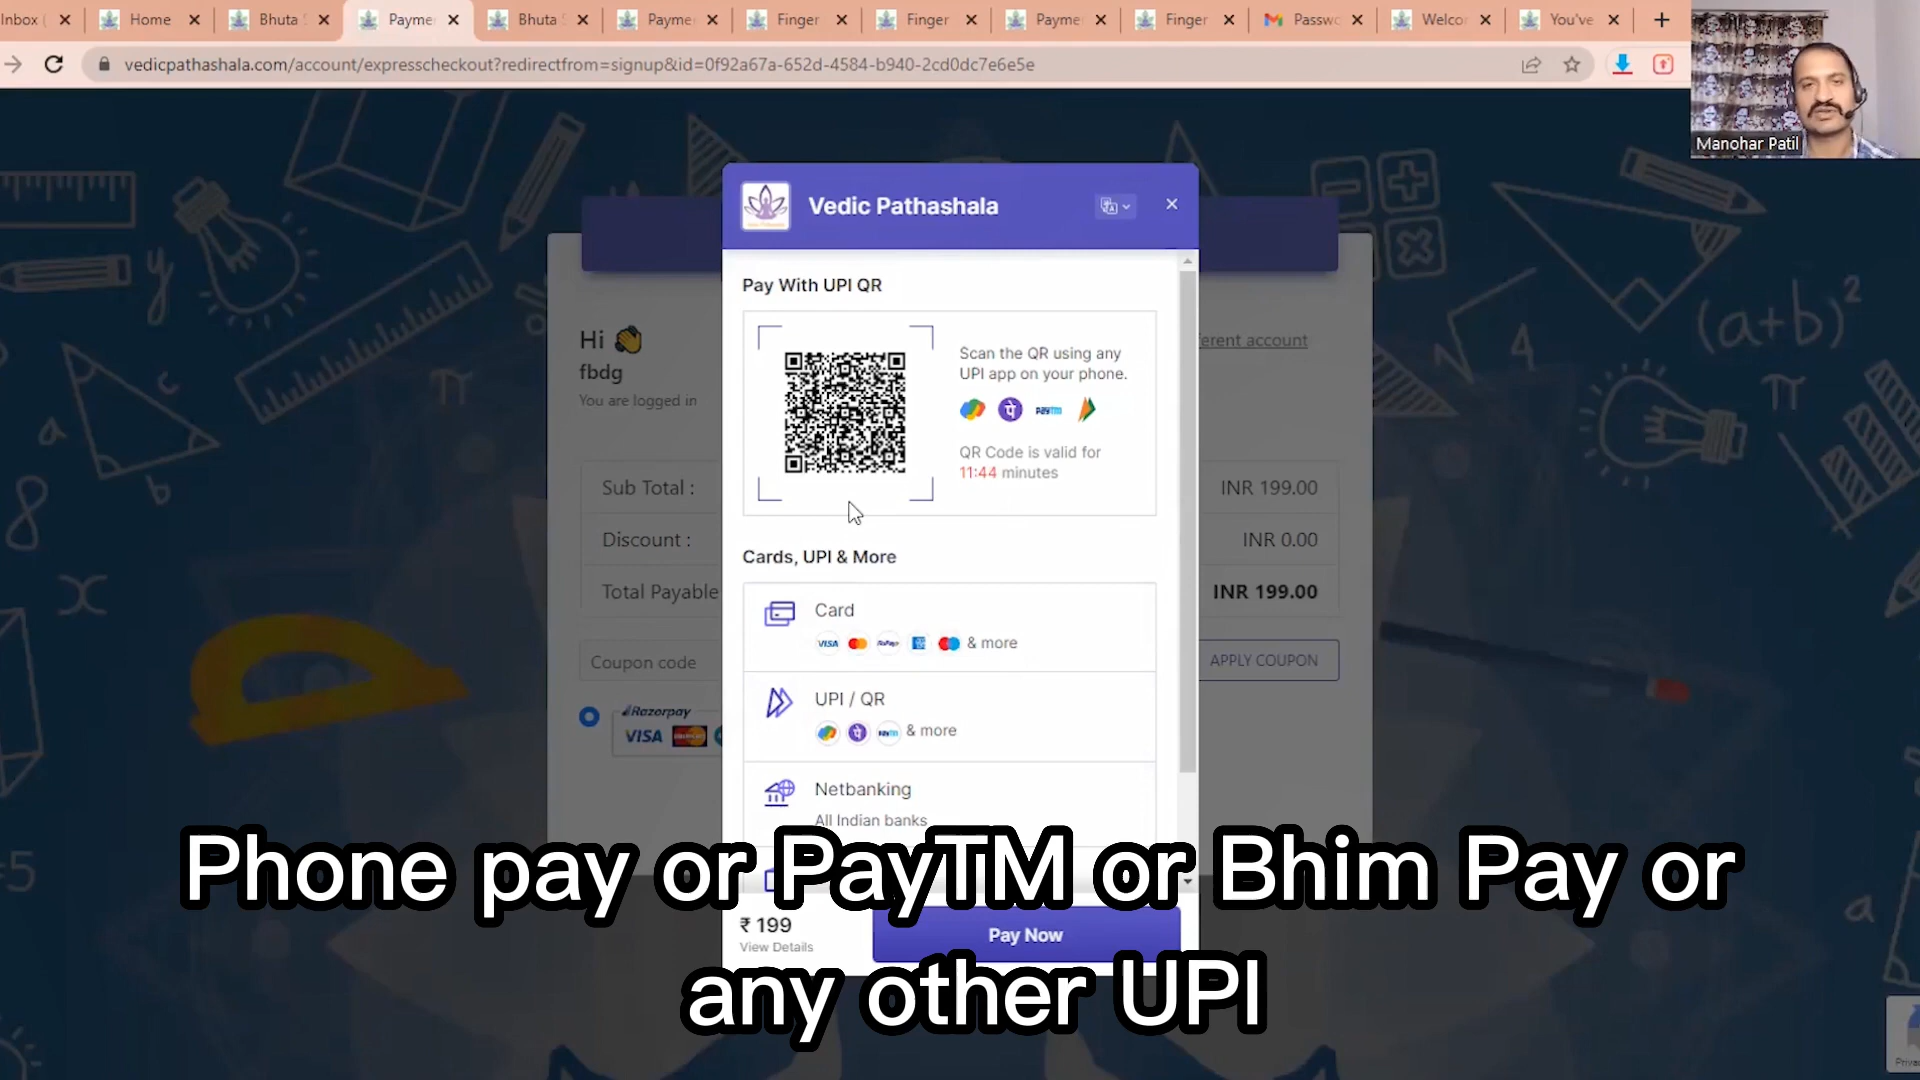 Inbox (
Home
Bhuta S
Payme
Bhuta S
Payme
Finger
Finger
Payme
Finger
Passwo
Welco
You've
vedicpathashala.com/account/expresscheckout?redirectfrom=signup&id=0f92a67a-652d-4584-b940-2cd0dc7e6e5e
Manohar Patil
Vedic Pathashala
Pay With UPI QR
Scan the QR using any
UPI app on your phone.
QR Code is valid for
11:44 minutes
Hi
fbdg
You are logged in
erent account
Sub Total :
INR 199.00
Discount :
INR 0.00
Total Payable
INR 199.00
Coupon code
APPLY COUPON
Razorpay
VISA
Cards, UPI & More
Card
VISA
& more
UPI / QR
& more
Netbanking
All Indian banks
₹ 199
View Details
Pay Now
Phone pay or PayTM or Bhim Pay or
any other UPI
(a+b)²